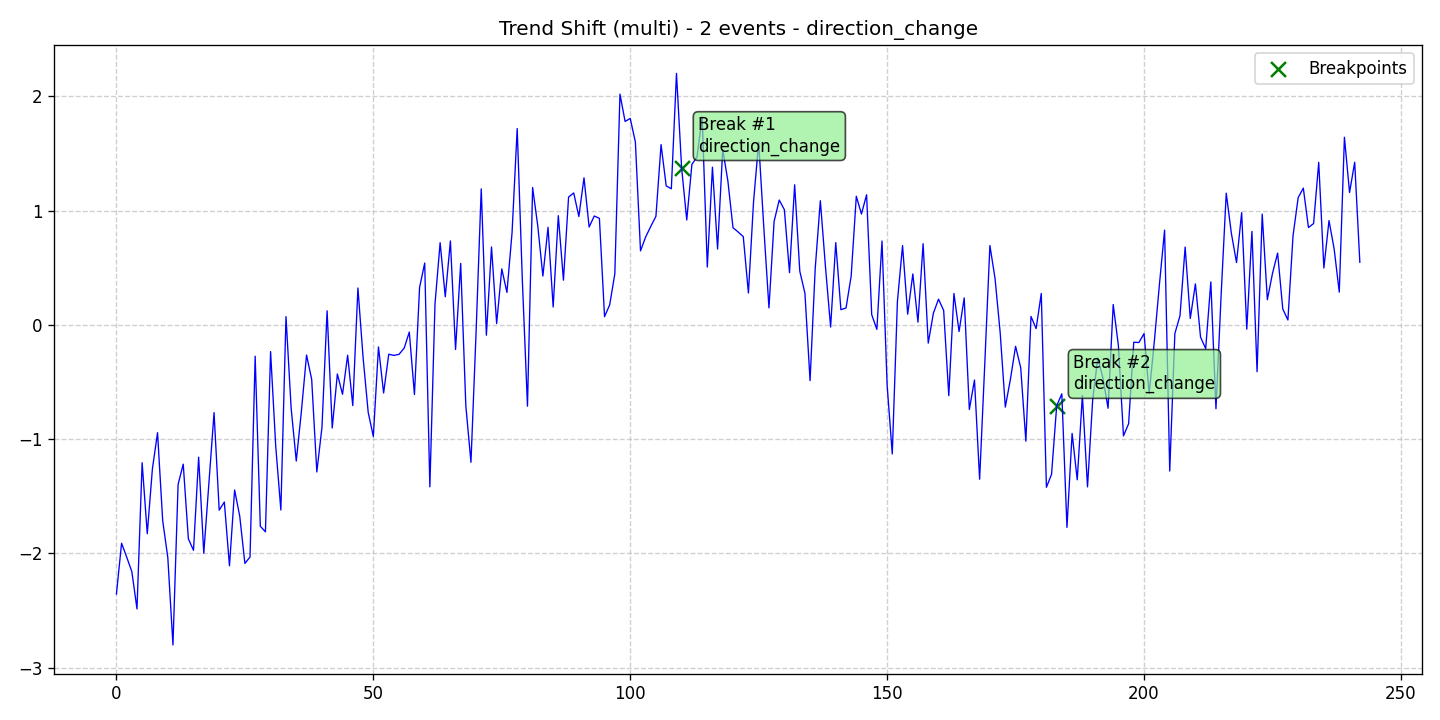 Trend Shift (multi) - 2 events - direction_change
Breakpoints
Break #1
direction_change
Break #2
direction_change
2
1
0
−1
−2
−3
0
50
100
150
200
250